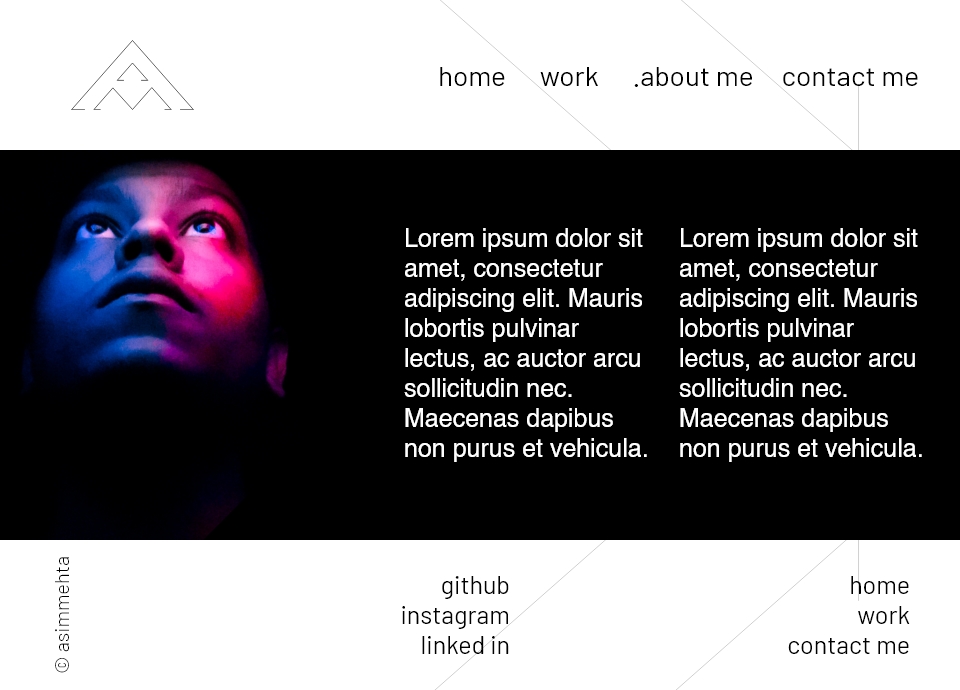 home work .about me contact me
Lorem ipsum dolor sit
amet, consectetur
adipiscing elit. Mauris
lobortis pulvinar
lectus, ac auctor arcu
sollicitudin nec.
Maecenas dapibus
non purus et vehicula.
Lorem ipsum dolor sit
amet, consectetur
adipiscing elit. Mauris
lobortis pulvinar
lectus, ac auctor arcu
sollicitudin nec.
Maecenas dapibus
non purus et vehicula.
© asimmehta
github
instagram
linked in
home
work
contact me